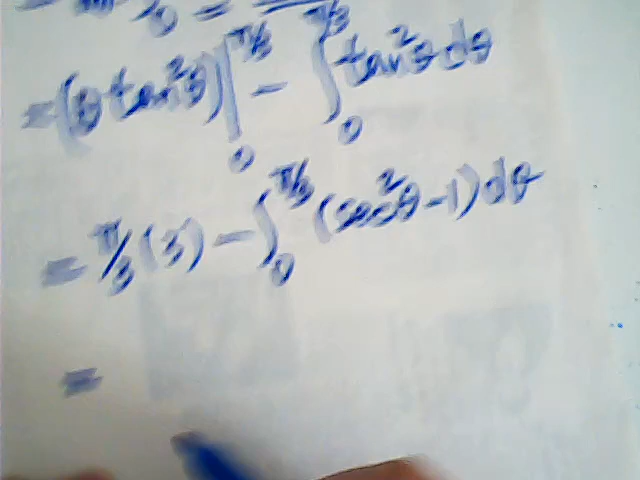 = (θ tan²θ)|₀^π/3 - ∫₀^π/3 tan²θ dθ
= π/3 (3) - ∫₀^π/3 (sec²θ - 1) dθ
=